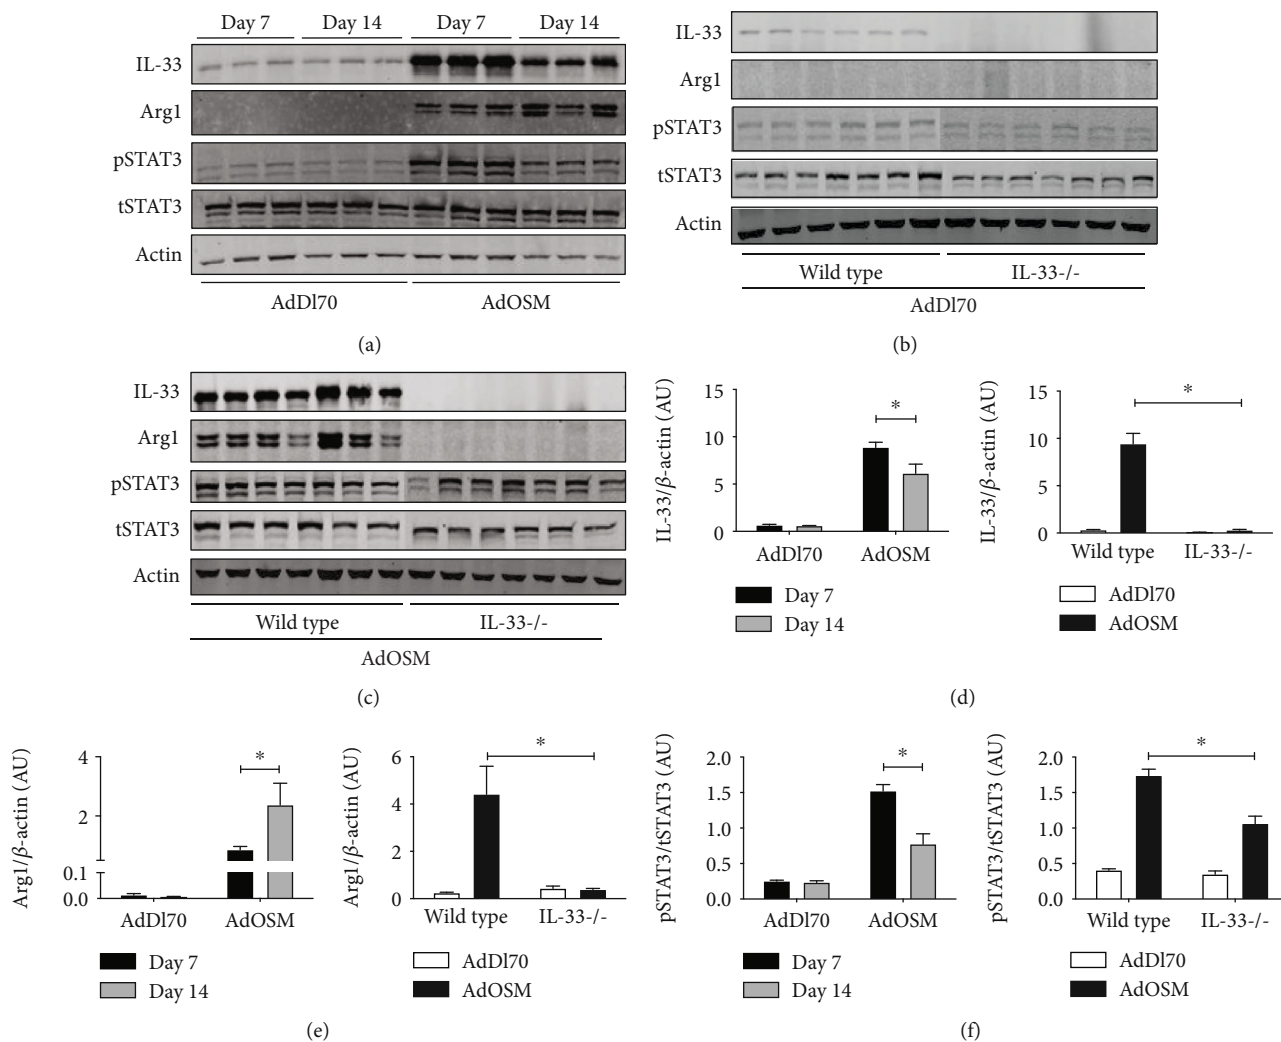 Day 7 Day 14 Day 7 Day 14
IL-33
Arg1
pSTAT3
tSTAT3
Actin
AdDl70 AdOSM
(a)
IL-33
Arg1
pSTAT3
tSTAT3
Actin
Wild type IL-33-/-
AdDl70
(b)
IL-33
Arg1
pSTAT3
tSTAT3
Actin
Wild type IL-33-/-
AdOSM
(c)
IL-33/β-actin (AU)
15
10
5
0
*
AdDl70 AdOSM
Day 7
Day 14
IL-33/β-actin (AU)
15
10
5
0
*
Wild type IL-33-/-
AdDl70
AdOSM
(d)
Arg1/β-actin (AU)
4
2
0.1
0.0
*
AdDl70 AdOSM
Day 7
Day 14
Arg1/β-actin (AU)
6
4
2
0
*
Wild type IL-33-/-
AdDl70
AdOSM
(e)
pSTAT3/tSTAT3 (AU)
2.0
1.5
1.0
0.5
0.0
*
AdDl70 AdOSM
Day 7
Day 14
pSTAT3/tSTAT3 (AU)
2.0
1.5
1.0
0.5
0.0
*
Wild type IL-33-/-
AdDl70
AdOSM
(f)